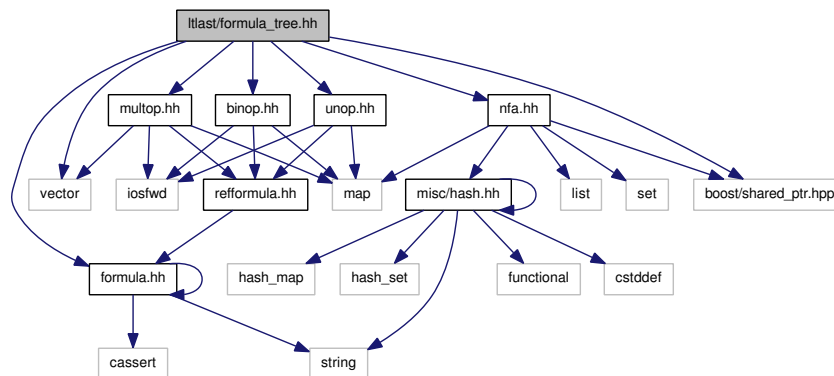 ltlast/formula_tree.hh
multop.hh
binop.hh
unop.hh
nfa.hh
vector
iosfwd
refformula.hh
map
misc/hash.hh
list
set
boost/shared_ptr.hpp
formula.hh
hash_map
hash_set
functional
cstddef
cassert
string